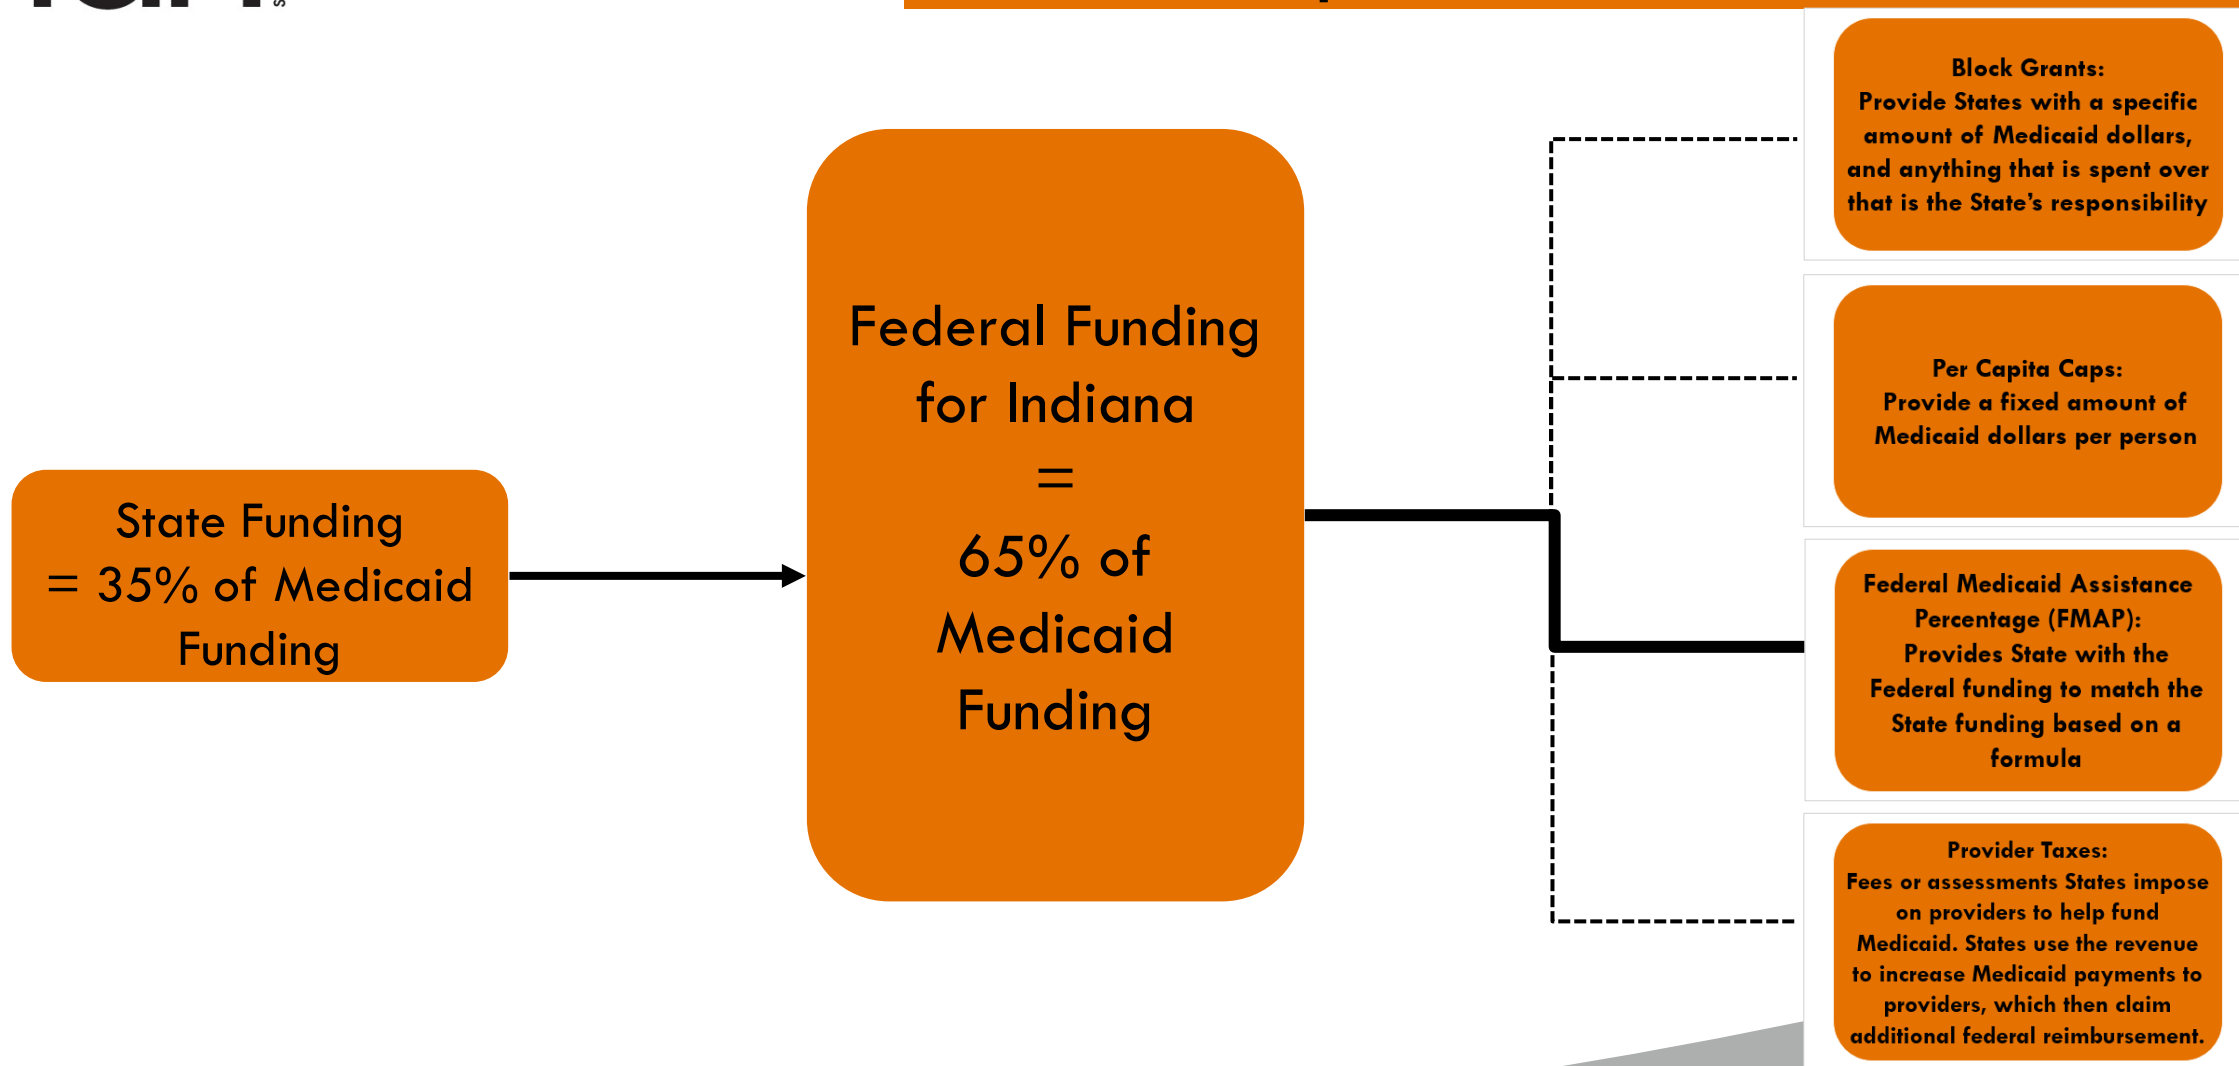 State Funding
= 35% of Medicaid
Funding
Federal Funding
for Indiana
=
65% of
Medicaid
Funding
Block Grants:
Provide States with a specific
amount of Medicaid dollars,
and anything that is spent over
that is the State’s responsibility
Per Capita Caps:
Provide a fixed amount of
Medicaid dollars per person
Federal Medicaid Assistance
Percentage (FMAP):
Provides State with the
Federal funding to match the
State funding based on a
formula
Provider Taxes:
Fees or assessments States impose
on providers to help fund
Medicaid. States use the revenue
to increase Medicaid payments to
providers, which then claim
additional federal reimbursement.